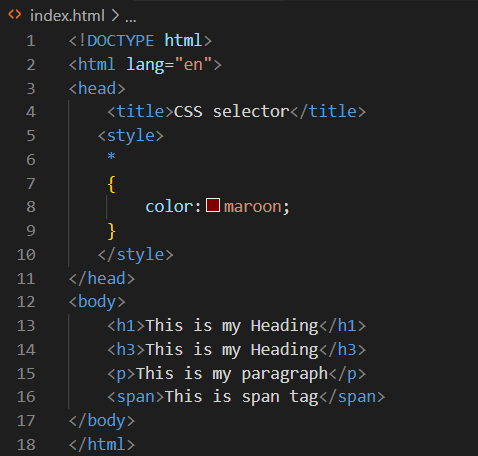 <> index.html > ...
1 <!DOCTYPE html>
2 <html lang="en">
3 <head>
4     <title>CSS selector</title>
5    <style>
6     *
7     {
8         color: maroon;
9     }
10    </style>
11 </head>
12 <body>
13     <h1>This is my Heading</h1>
14     <h3>This is my Heading</h3>
15     <p>This is my paragraph</p>
16     <span>This is span tag</span>
17 </body>
18 </html>